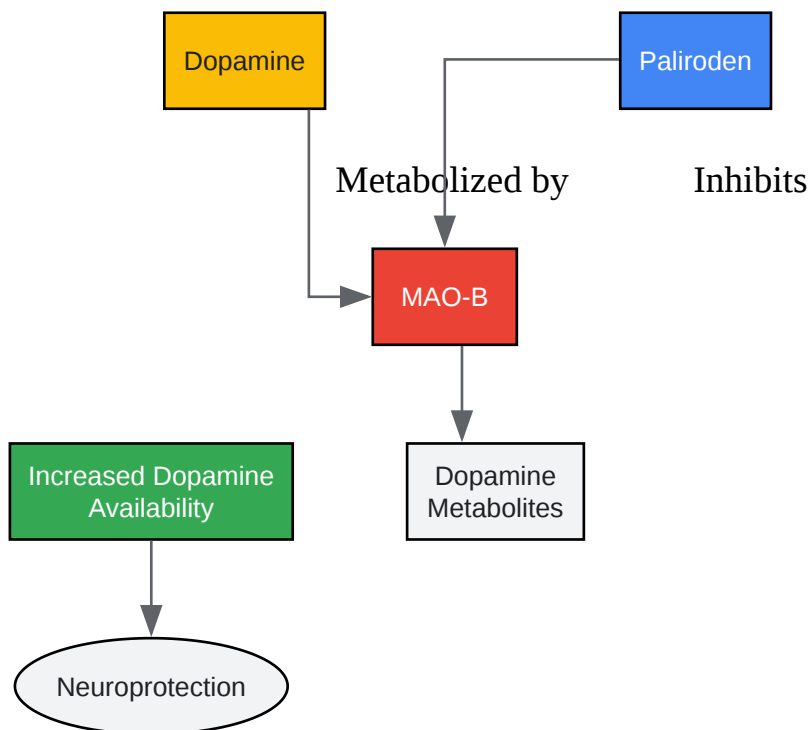 Dopamine
Paliroden
Metabolized by
Inhibits
MAO-B
Increased Dopamine
Availability
Dopamine
Metabolites
Neuroprotection